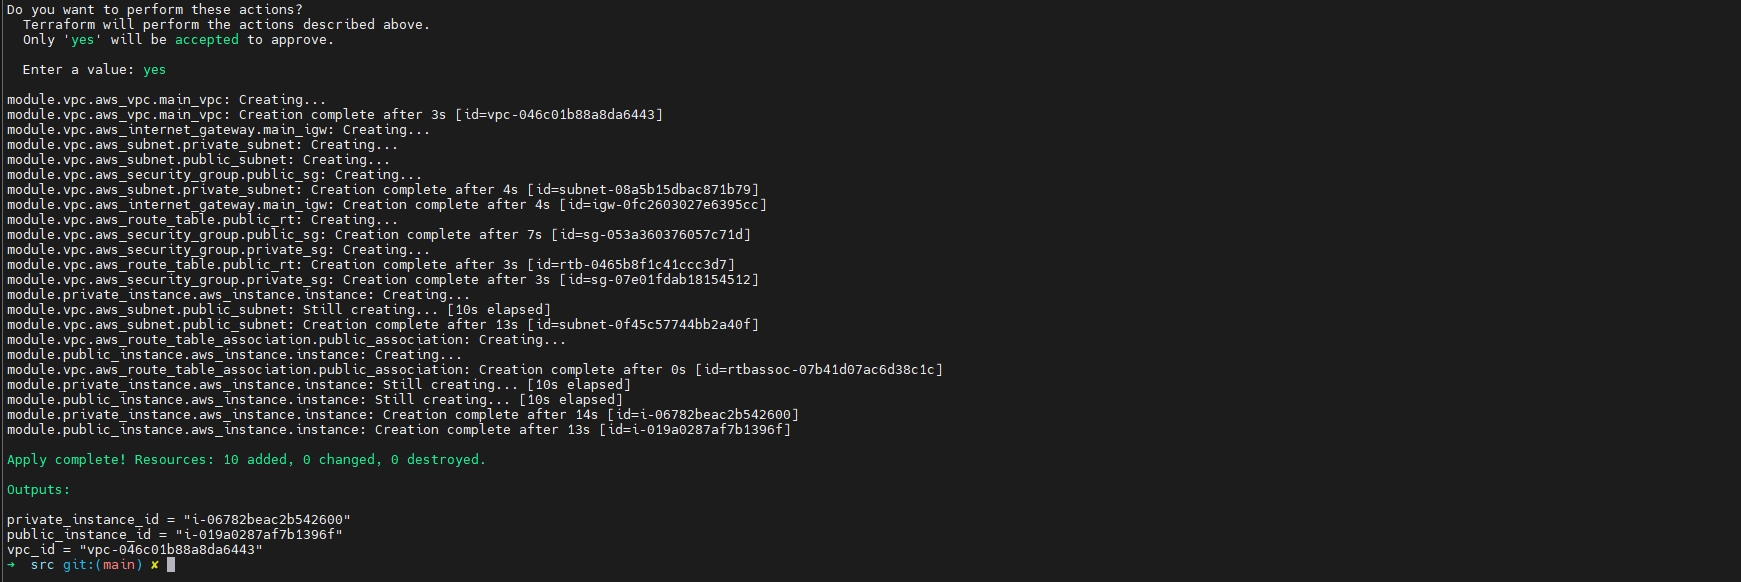 Do you want to perform these actions?
  Terraform will perform the actions described above.
  Only 'yes' will be accepted to approve.

  Enter a value: yes

module.vpc.aws_vpc.main_vpc: Creating...
module.vpc.aws_vpc.main_vpc: Creation complete after 3s [id=vpc-046c01b88a8da6443]
module.vpc.aws_internet_gateway.main_igw: Creating...
module.vpc.aws_subnet.private_subnet: Creating...
module.vpc.aws_subnet.public_subnet: Creating...
module.vpc.aws_security_group.public_sg: Creating...
module.vpc.aws_subnet.private_subnet: Creation complete after 4s [id=subnet-08a5b15dbac871b79]
module.vpc.aws_internet_gateway.main_igw: Creation complete after 4s [id=igw-0fc2603027e6395cc]
module.vpc.aws_route_table.public_rt: Creating...
module.vpc.aws_security_group.public_sg: Creation complete after 7s [id=sg-053a360376057c71d]
module.vpc.aws_security_group.private_sg: Creating...
module.vpc.aws_route_table.public_rt: Creation complete after 3s [id=rtb-0465b8f1c41ccc3d7]
module.vpc.aws_security_group.private_sg: Creation complete after 3s [id=sg-07e01fdab18154512]
module.private_instance.aws_instance.instance: Creating...
module.vpc.aws_subnet.public_subnet: Still creating... [10s elapsed]
module.vpc.aws_subnet.public_subnet: Creation complete after 13s [id=subnet-0f45c57744bb2a40f]
module.vpc.aws_route_table_association.public_association: Creating...
module.public_instance.aws_instance.instance: Creating...
module.vpc.aws_route_table_association.public_association: Creation complete after 0s [id=rtbassoc-07b41d07ac6d38c1c]
module.private_instance.aws_instance.instance: Still creating... [10s elapsed]
module.public_instance.aws_instance.instance: Still creating... [10s elapsed]
module.private_instance.aws_instance.instance: Creation complete after 14s [id=i-06782beac2b542600]
module.public_instance.aws_instance.instance: Creation complete after 13s [id=i-019a0287af7b1396f]

Apply complete! Resources: 10 added, 0 changed, 0 destroyed.

Outputs:

private_instance_id = "i-06782beac2b542600"
public_instance_id = "i-019a0287af7b1396f"
vpc_id = "vpc-046c01b88a8da6443"
→ src git:(main) ✗